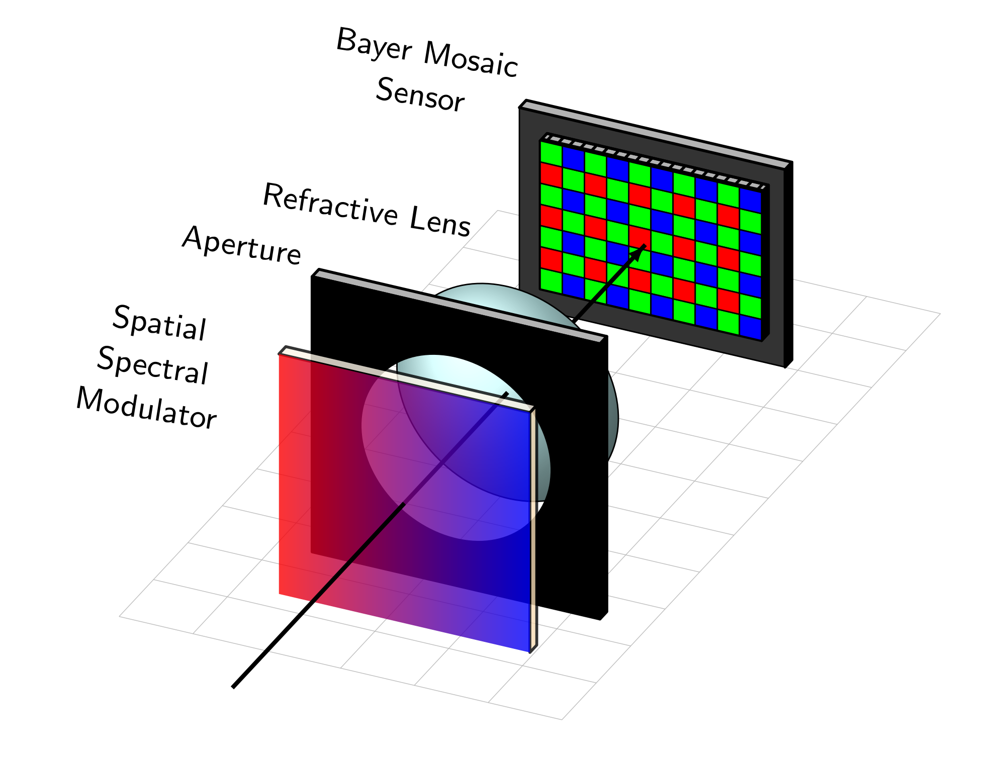 Bayer Mosaic
Sensor
Refractive Lens
Aperture
Spatial
Spectral
Modulator